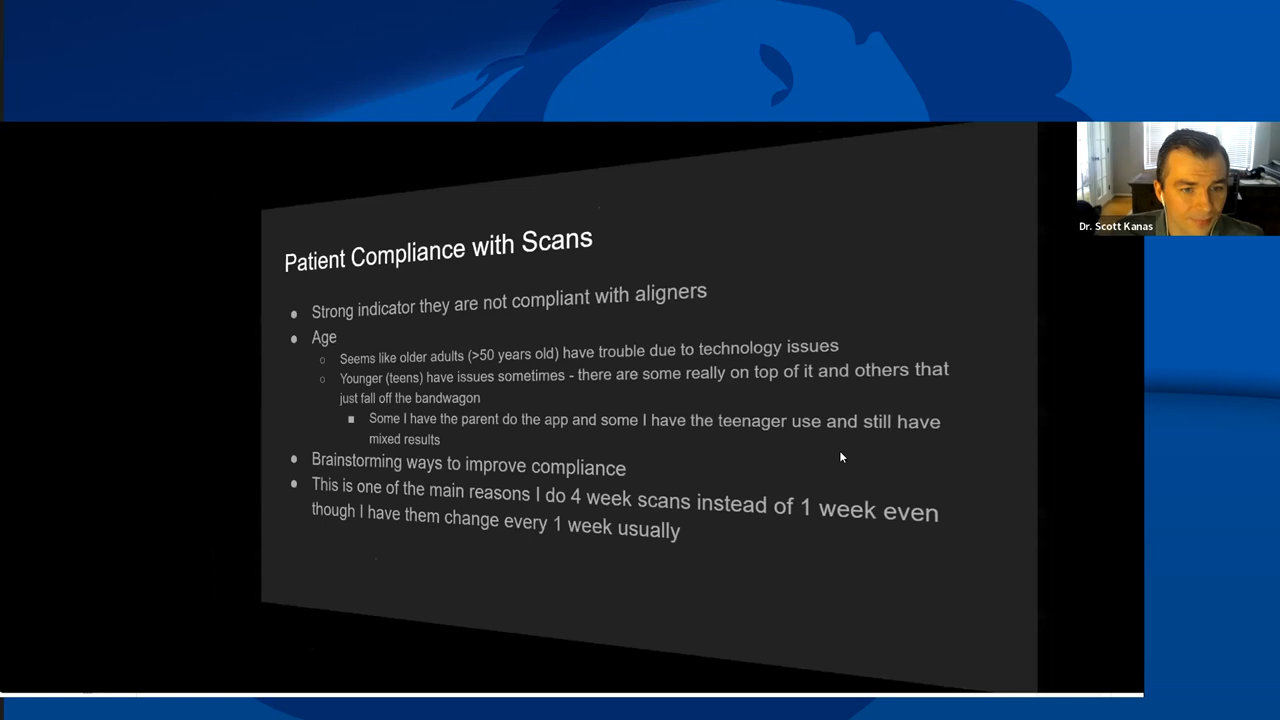 Patient Compliance with Scans
Strong indicator they are not compliant with aligners
Age
Seems like older adults (>50 years old) have trouble due to technology issues
Younger (teens) have issues sometimes - there are some really on top of it and others that
just fall off the bandwagon
Some I have the parent do the app and some I have the teenager use and still have
mixed results
Brainstorming ways to improve compliance
This is one of the main reasons I do 4 week scans instead of 1 week even
though I have them change every 1 week usually
Dr. Scott Kanas